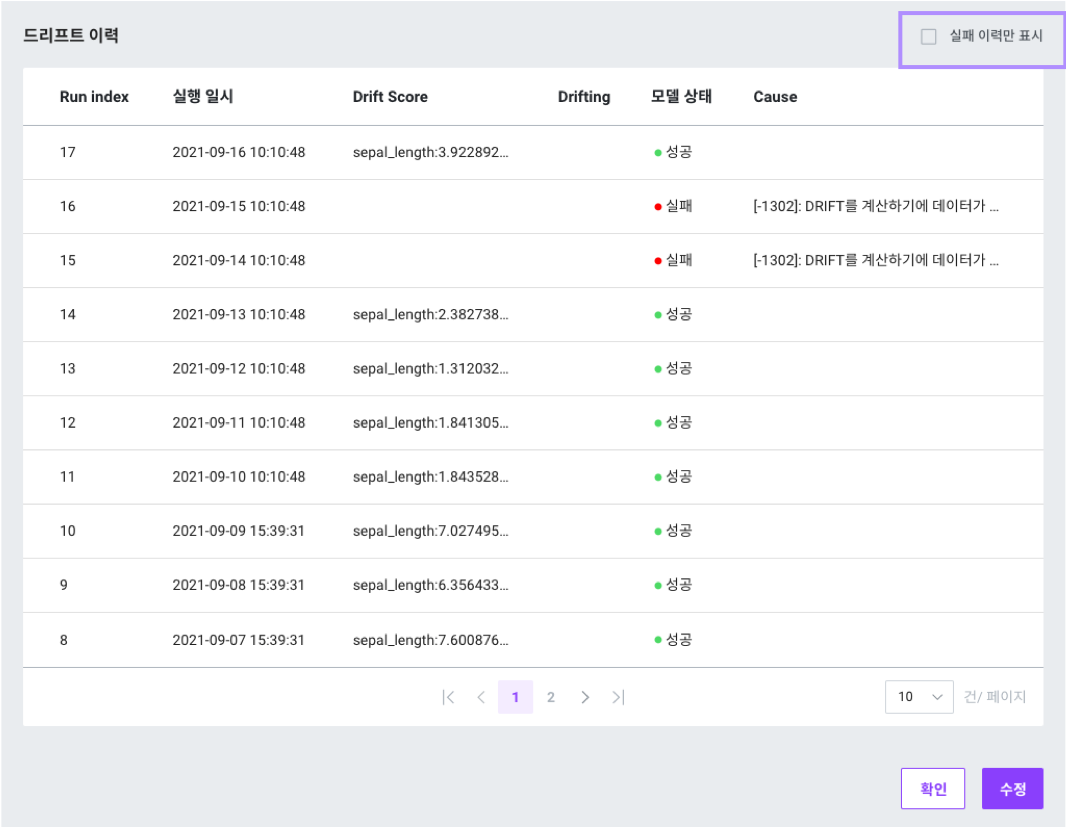 드리프트 이력
실패 이력만 표시
Run index 실행 일시 Drift Score Drifting 모델 상태 Cause
17 2021-09-16 10:10:48 sepal_length:3.922892... 성공
16 2021-09-15 10:10:48 실패 [-1302]: DRIFT를 계산하기에 데이터가 ...
15 2021-09-14 10:10:48 실패 [-1302]: DRIFT를 계산하기에 데이터가 ...
14 2021-09-13 10:10:48 sepal_length:2.382738... 성공
13 2021-09-12 10:10:48 sepal_length:1.312032... 성공
12 2021-09-11 10:10:48 sepal_length:1.841305... 성공
11 2021-09-10 10:10:48 sepal_length:1.843528... 성공
10 2021-09-09 15:39:31 sepal_length:7.027495... 성공
9 2021-09-08 15:39:31 sepal_length:6.356433... 성공
8 2021-09-07 15:39:31 sepal_length:7.600876... 성공
1 2 10 건/ 페이지
확인 수정